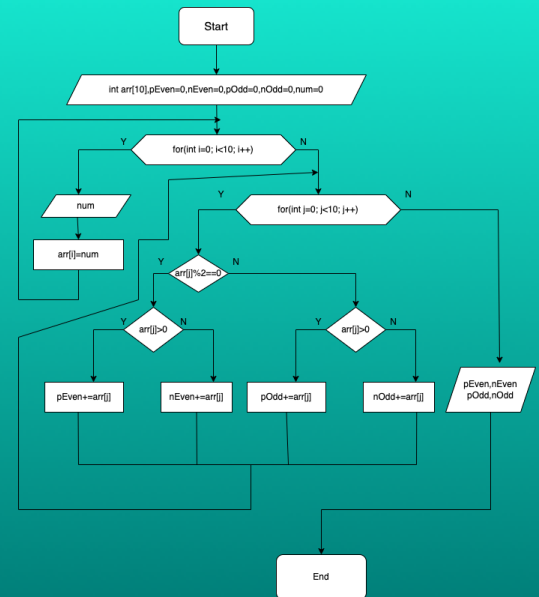 Start
int arr[10],pEven=0,nEven=0,pOdd=0,nOdd=0,num=0
Y
for(int i=0; i<10; i++)
N
num
arr[i]=num
Y
for(int j=0; j<10; j++)
N
Y
arr[j]%2==0
N
Y
arr[j]>0
N
Y
arr[j]>0
N
pEven+=arr[j]
nEven+=arr[j]
pOdd+=arr[j]
nOdd+=arr[j]
pEven,nEven
pOdd,nOdd
End